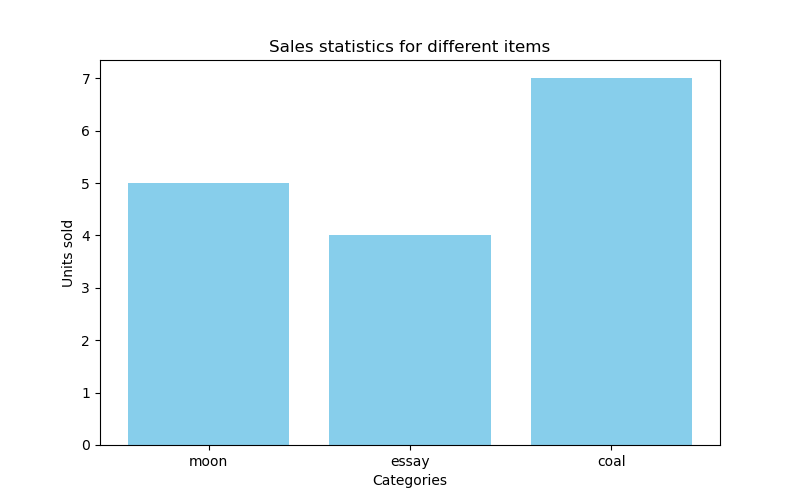 Sales statistics for different items
7
6
5
4
3
2
1
0
Units sold
moon essay coal
Categories